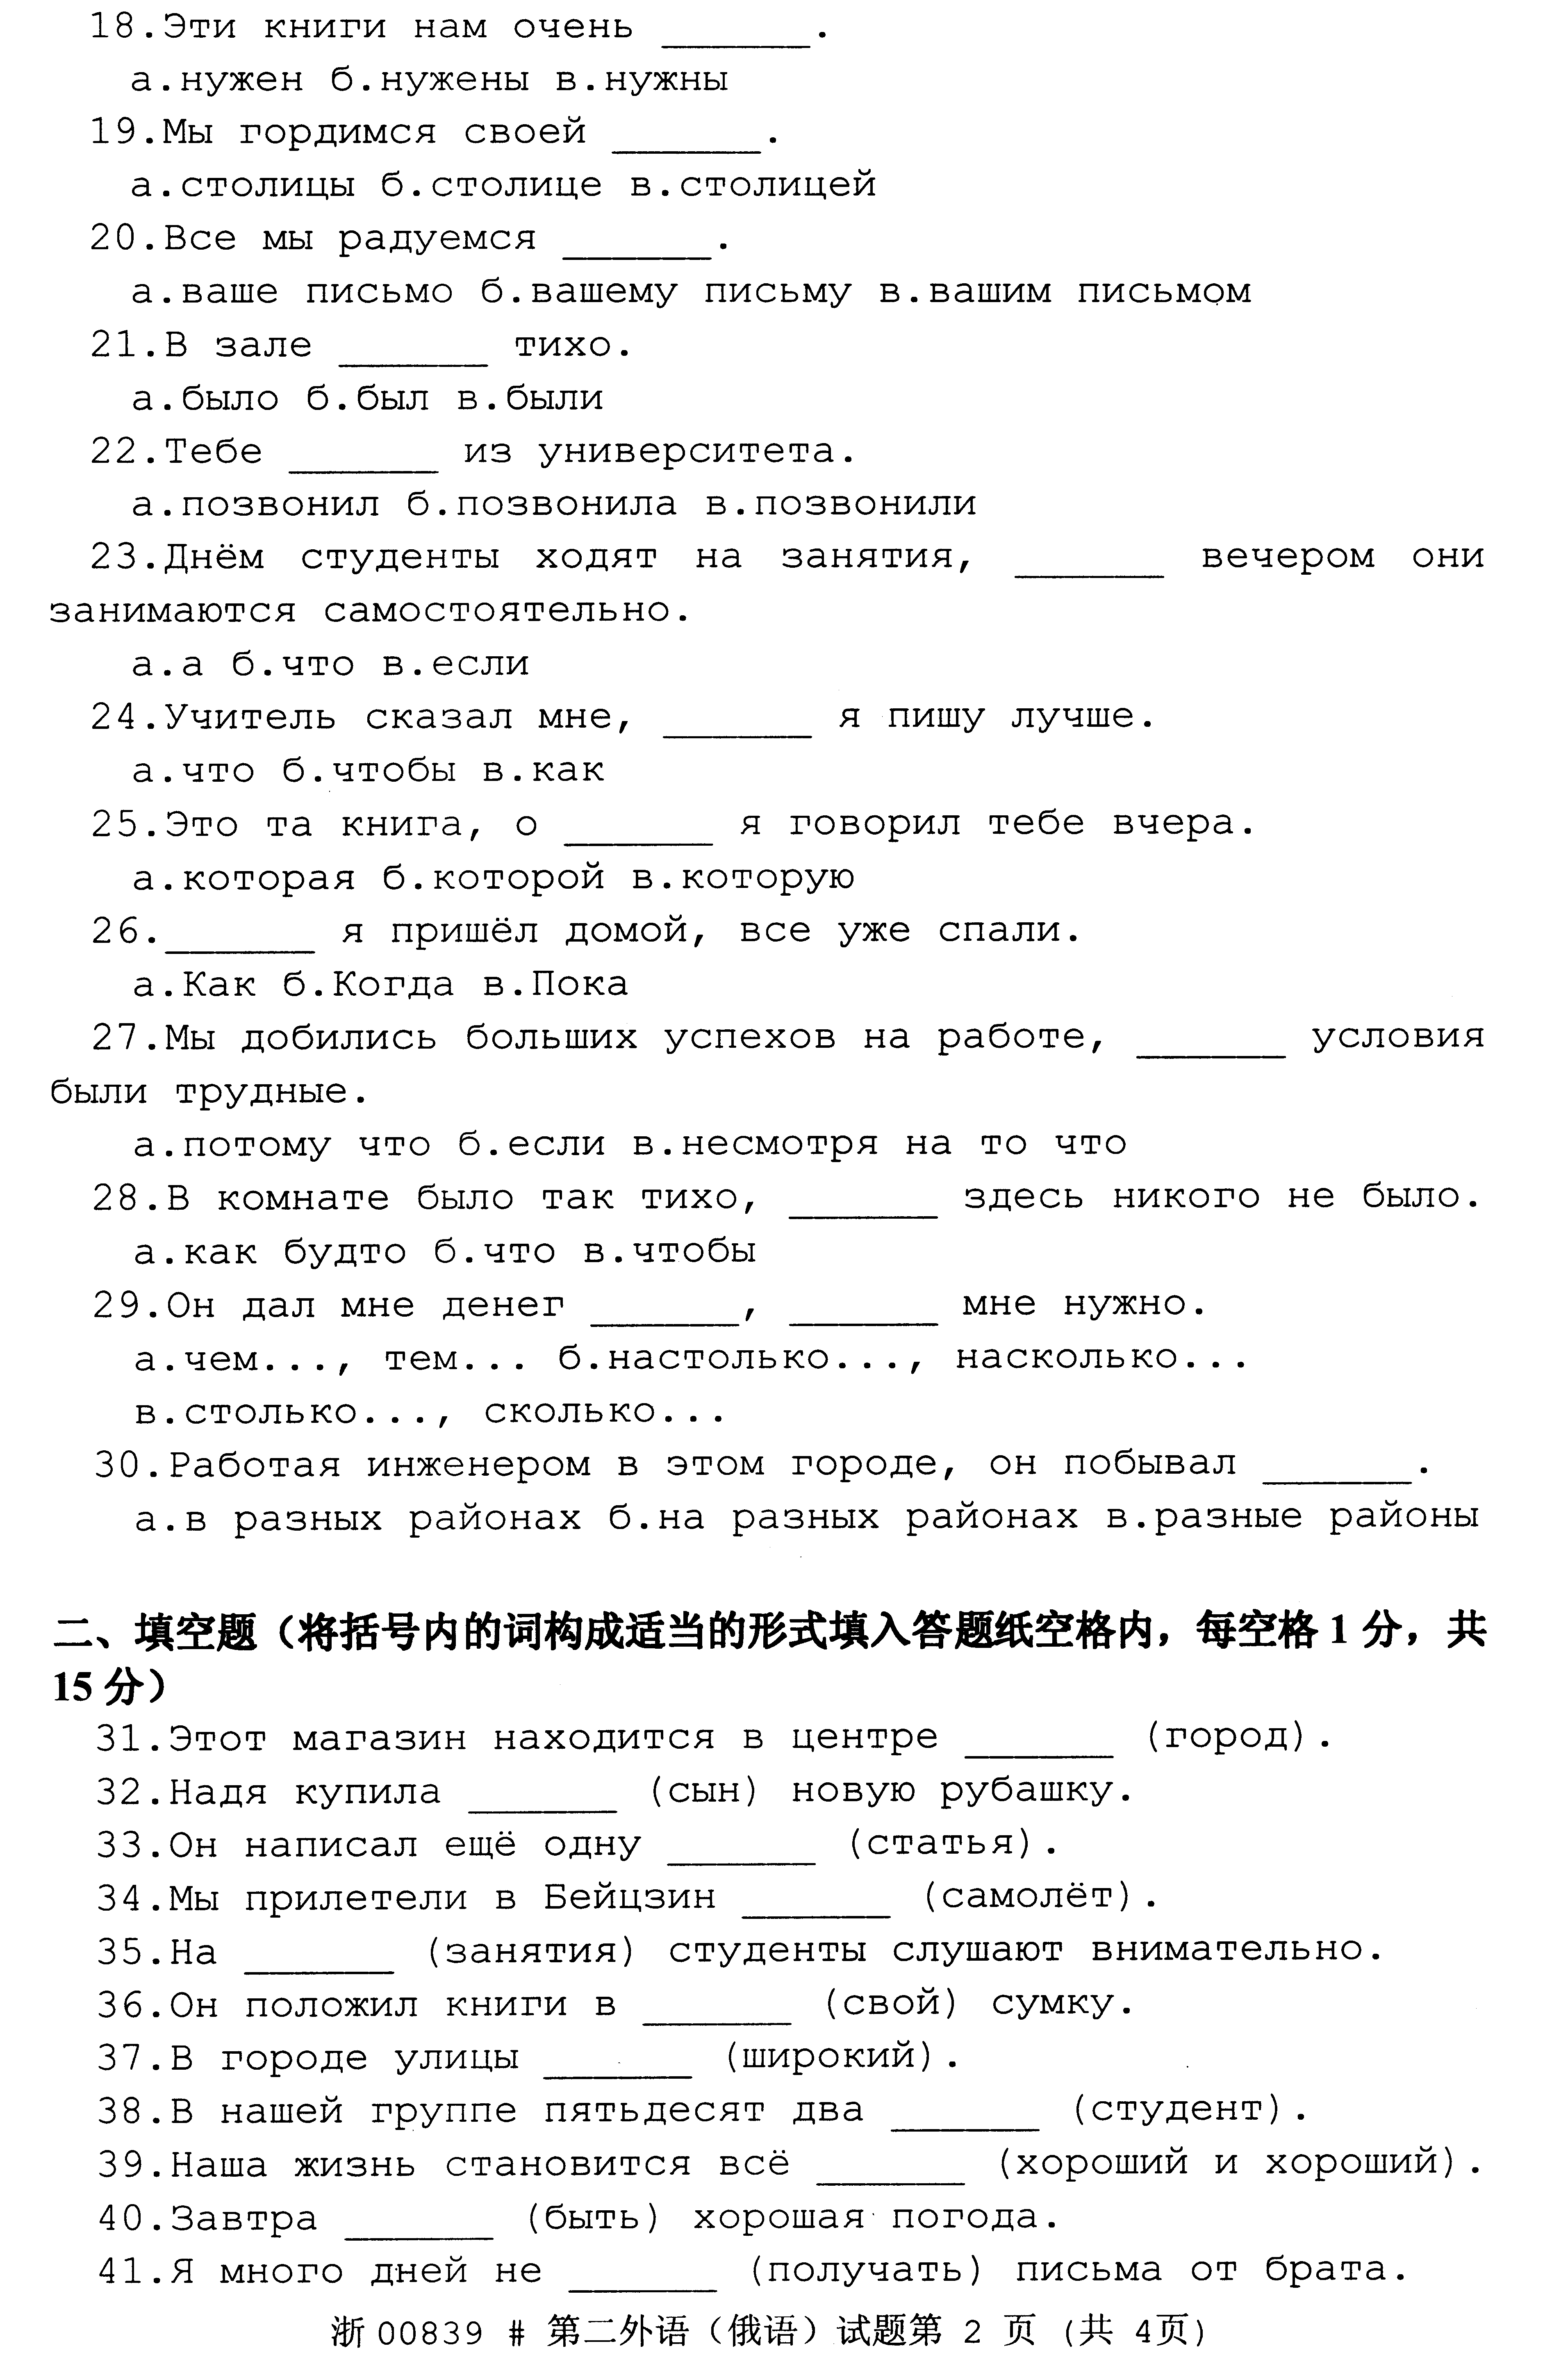 18.Эти книги нам очень ______.
а.нужен б.нужены в.нужны
19.Мы гордимся своей ______.
а.столицы б.столице в.столицей
20.Все мы радуемся ______.
а.ваше письмо б.вашему письму в.вашим письмом
21.В зале ______ тихо.
а.было б.был в.были
22.Тебе ______ из университета.
а.позвонил б.позвонила в.позвонили
23.Днём студенты ходят на занятия, ______ вечером они
занимаются самостоятельно.
а.а б.что в.если
24.Учитель сказал мне, ______ я пишу лучше.
а.что б.чтобы в.как
25.Это та книга, о ______ я говорил тебе вчера.
а.которая б.которой в.которую
26.______ я пришёл домой, все уже спали.
а.Как б.Когда в.Пока
27.Мы добились больших успехов на работе, ______ условия
были трудные.
а.потому что б.если в.несмотря на то что
28.В комнате было так тихо, ______ здесь никого не было.
а.как будто б.что в.чтобы
29.Он дал мне денег ______, ______ мне нужно.
а.чем..., тем... б.настолько..., насколько...
в.столько..., сколько...
30.Работая инженером в этом городе, он побывал ______.
а.в разных районах б.на разных районах в.разные районы
二、填空题（将括号内的词构成适当的形式填入答题纸空格内，每空格 1 分，共
15 分）
31.Этот магазин находится в центре ______ (город).
32.Надя купила ______ (сын) новую рубашку.
33.Он написал ещё одну ______ (статья).
34.Мы прилетели в Бейцзин ______ (самолёт).
35.На ______ (занятия) студенты слушают внимательно.
36.Он положил книги в ______ (свой) сумку.
37.В городе улицы ______ (широкий).
38.В нашей группе пятьдесят два ______ (студент).
39.Наша жизнь становится всё ______ (хороший и хороший).
40.Завтра ______ (быть) хорошая погода.
41.Я много дней не ______ (получать) письма от брата.
浙 00839 # 第二外语（俄语）试题第 2 页 (共 4页)